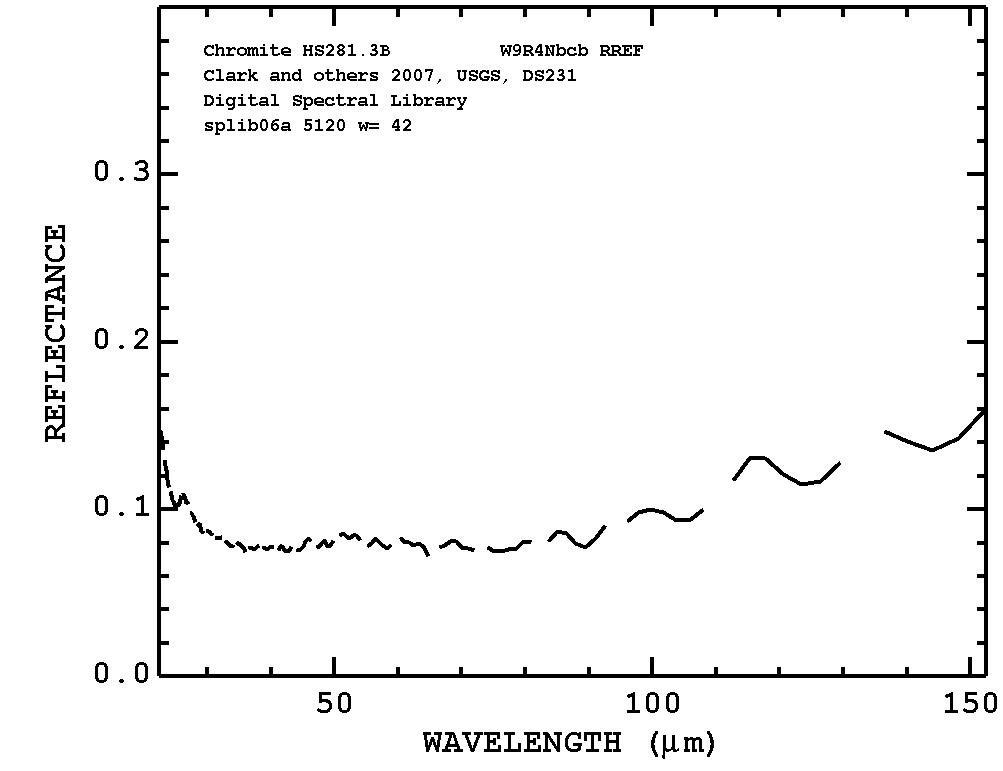 Chromite HS281.3B W9R4Nbcb RREF
Clark and others 2007, USGS, DS231
Digital Spectral Library
splib06a 5120 w= 42
0.3
0.2
0.1
0.0
REFLECTANCE
50 100 150
WAVELENGTH (μm)